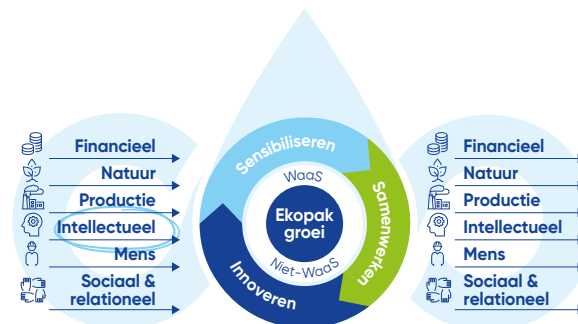 Financieel
Natuur
Productie
Intellectueel
Mens
Sociaal &
relationeel
Sensibiliseren
Samenwerken
Innoveren
WaaS
Ekopak
groei
Niet-WaaS
Financieel
Natuur
Productie
Intellectueel
Mens
Sociaal &
relationeel